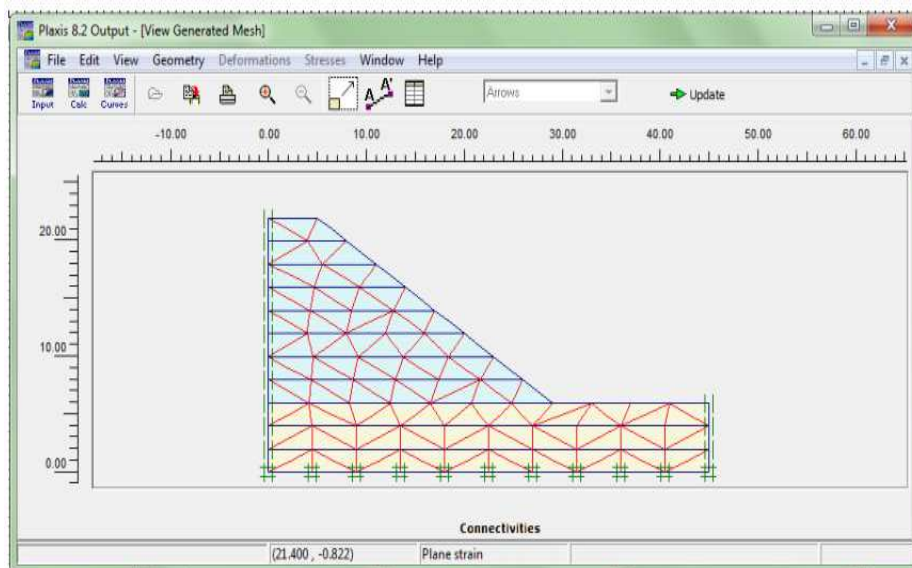 Plaxis 8.2 Output - [View Generated Mesh]
File Edit View Geometry Deformations Stresses Window Help
Input Calc Curves Arrows Update
-10.00 0.00 10.00 20.00 30.00 40.00 50.00 60.00
20.00
10.00
0.00
Connectivities
(21.400 , -0.822) Plane strain